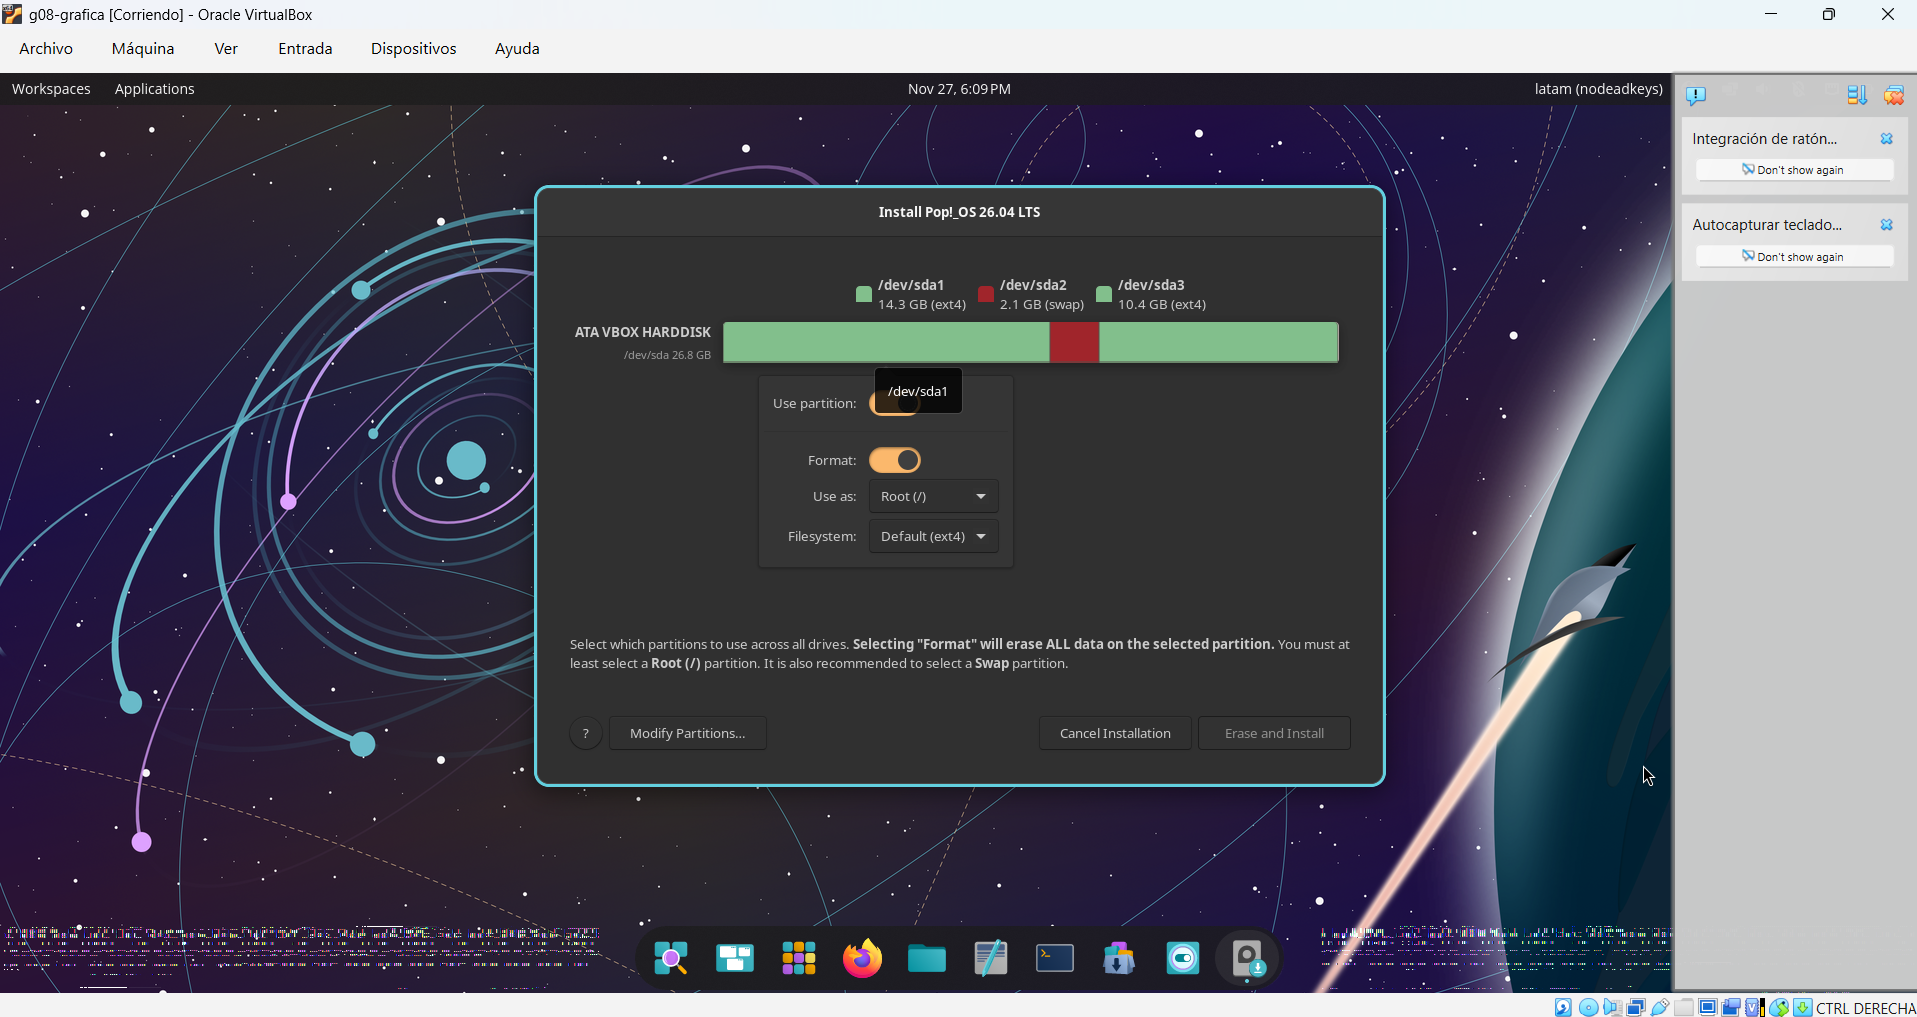 g08-grafica [Corriendo] - Oracle VirtualBox
Archivo Máquina Ver Entrada Dispositivos Ayuda
Workspaces Applications Nov 27, 6:09 PM latam (nodeadkeys)
Integración de ratón...
Don't show again
Autocapturar teclado...
Don't show again
Install Pop!_OS 26.04 LTS
/dev/sda1 /dev/sda2 /dev/sda3
14.3 GB (ext4) 2.1 GB (swap) 10.4 GB (ext4)
ATA VBOX HARDDISK
/dev/sda 26.8 GB
/dev/sda1
Use partition:
Format:
Use as: Root (/)
Filesystem: Default (ext4)
Select which partitions to use across all drives. Selecting "Format" will erase ALL data on the selected partition. You must at
least select a Root (/) partition. It is also recommended to select a Swap partition.
? Modify Partitions... Cancel Installation Erase and Install
CTRL DERECHA